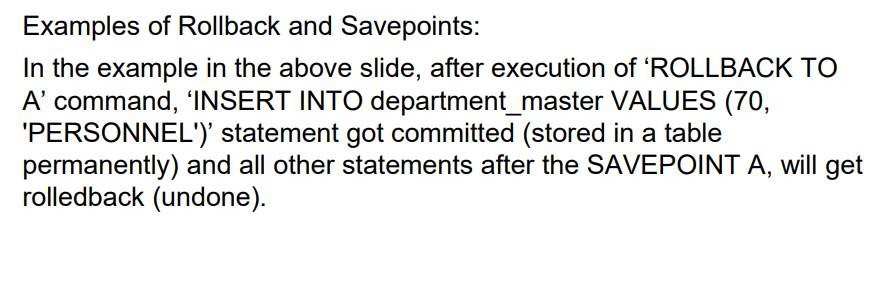 Examples of Rollback and Savepoints:
In the example in the above slide, after execution of ‘ROLLBACK TO
A’ command, ‘INSERT INTO department_master VALUES (70,
'PERSONNEL')’ statement got committed (stored in a table
permanently) and all other statements after the SAVEPOINT A, will get
rolledback (undone).